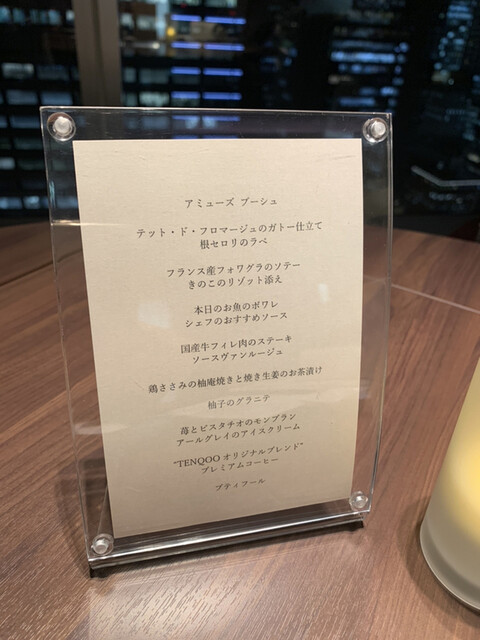 アミューズ ブーシュ
テット・ド・フロマージュのガトー仕立て
根セロリのラペ
フランス産フォワグラのソテー
きのこのリゾット添え
本日のお魚のポワレ
シェフのおすすめソース
国産牛フィレ肉のステーキ
ソースヴァンルージュ
鶏ささみの柚庵焼きと焼き生姜のお茶漬け
柚子のグラニテ
苺とピスタチオのモンブラン
アールグレイのアイスクリーム
“TENQOO オリジナルブレンド”
プレミアムコーヒー
プティフール